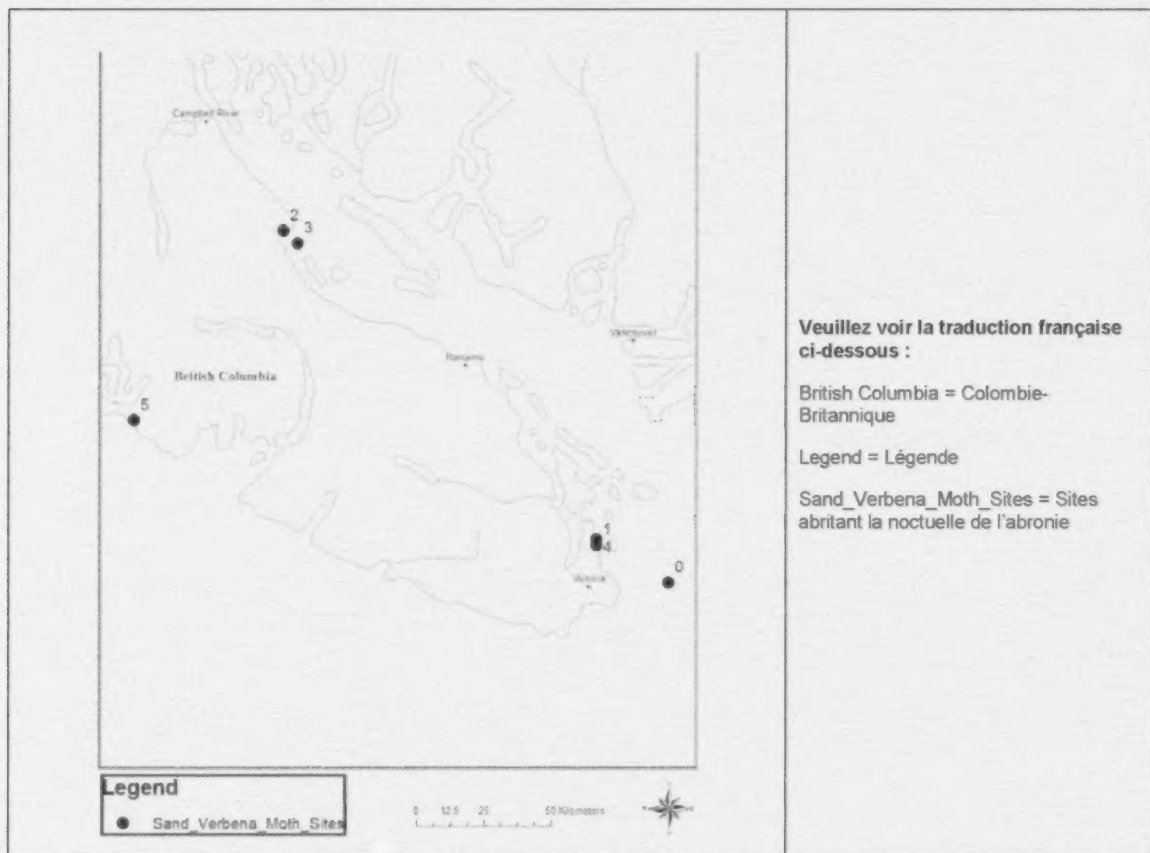 Campbell River
2
3
Vancouver
Nanaimo
British Columbia
5
1
4
0
Victoria
Legend
Sand_Verbena_Moth_Sites
0 12.5 25 50 Kilometers
Veuillez voir la traduction française
ci-dessous :
British Columbia = Colombie-
Britannique
Legend = Légende
Sand_Verbena_Moth_Sites = Sites
abritant la noctuelle de l'abronie